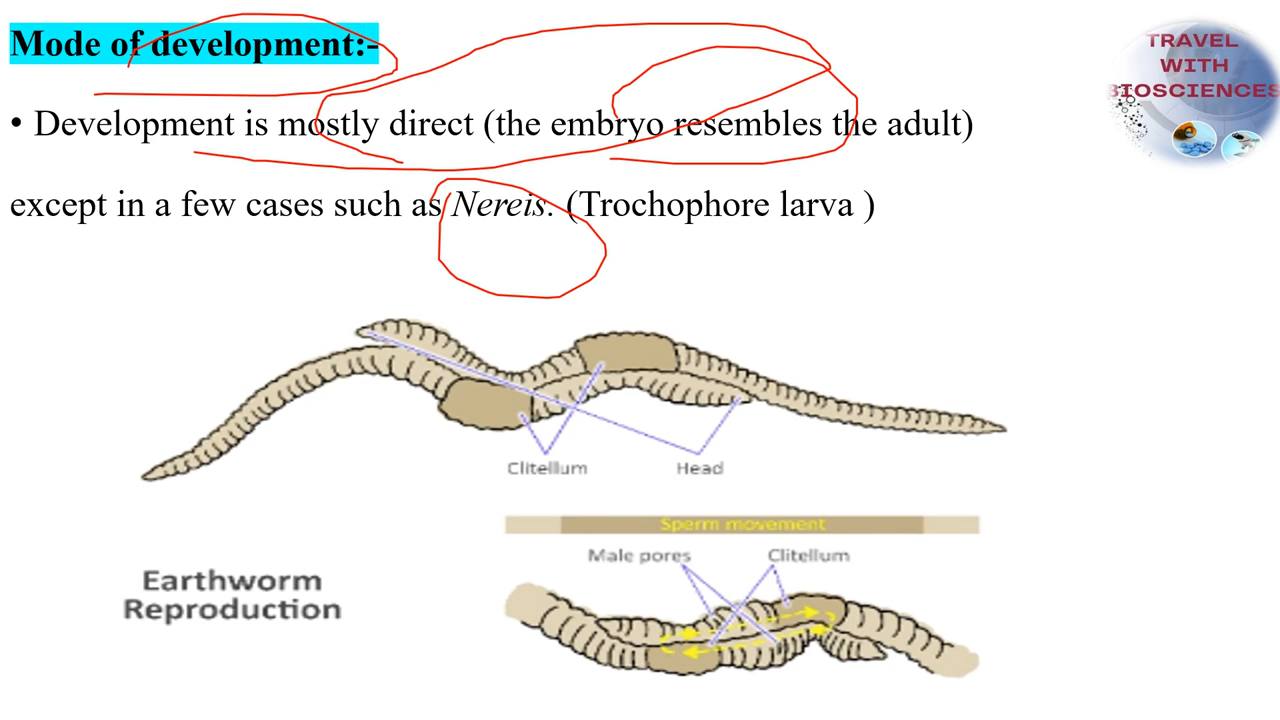 Mode of development:-
TRAVEL
WITH
BIOSCIENCES
• Development is mostly direct (the embryo resembles the adult)
except in a few cases such as Nereis. (Trochophore larva )
Clitellum
Head
Sperm movement
Male pores
Clitellum
Earthworm
Reproduction